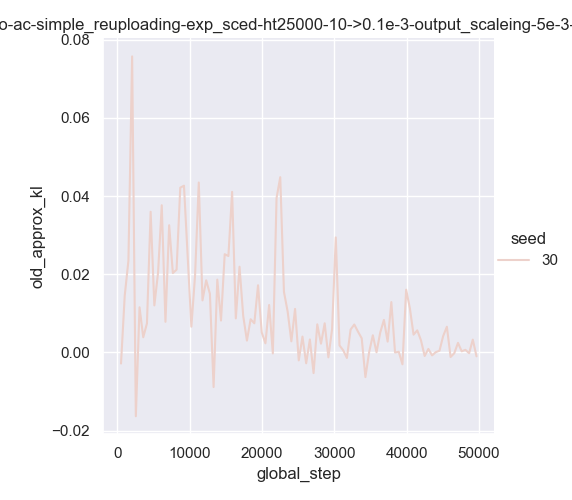 o-ac-simple_reuploading-exp_sced-ht25000-10->0.1e-3-output_scaleing-5e-3-
0.08
0.06
0.04
0.02
0.00
−0.02
old_approx_kl
0 10000 20000 30000 40000 50000
global_step
seed
30